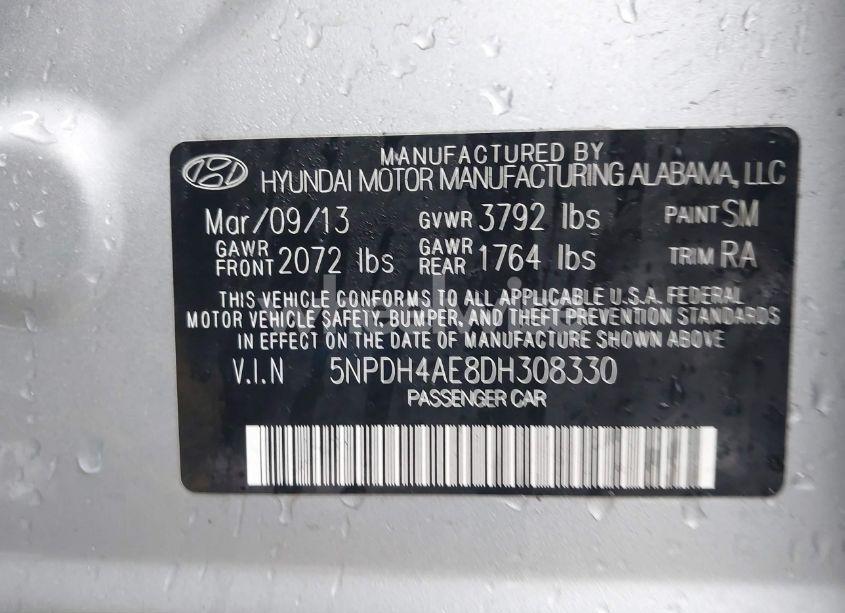 MANUFACTURED BY
HYUNDAI MOTOR MANUFACTURING ALABAMA, LLC
Mar/09/13 GVWR 3792 lbs PAINT SM
GAWR FRONT 2072 lbs GAWR REAR 1764 lbs TRIM RA
THIS VEHICLE CONFORMS TO ALL APPLICABLE U.S.A. FEDERAL
MOTOR VEHICLE SAFETY, BUMPER, AND THEFT PREVENTION STANDARDS
IN EFFECT ON THE DATE OF MANUFACTURE SHOWN ABOVE
V.I.N 5NPDH4AE8DH308330
PASSENGER CAR